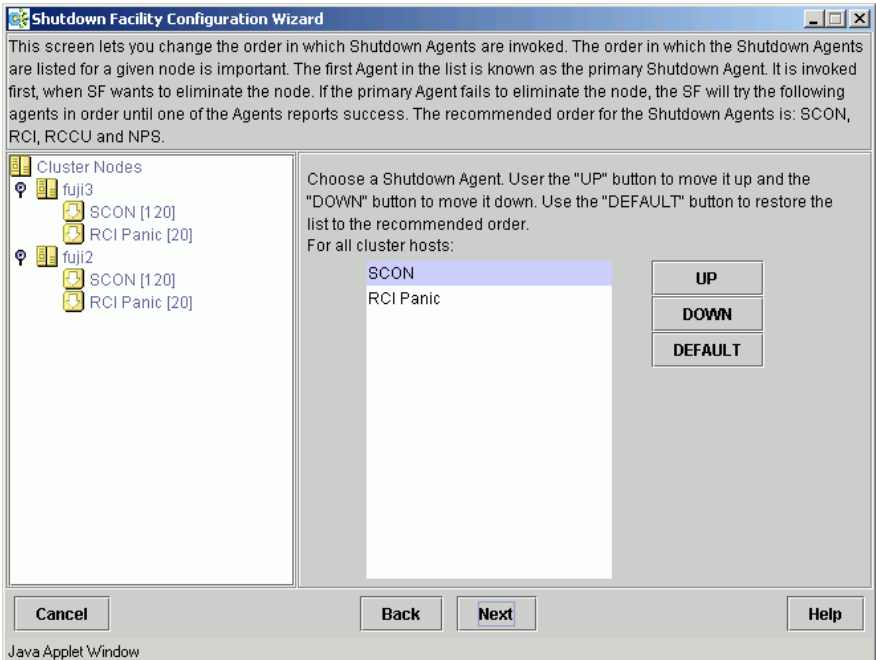 Shutdown Facility Configuration Wizard
This screen lets you change the order in which Shutdown Agents are invoked. The order in which the Shutdown Agents
are listed for a given node is important. The first Agent in the list is known as the primary Shutdown Agent. It is invoked
first, when SF wants to eliminate the node. If the primary Agent fails to eliminate the node, the SF will try the following
agents in order until one of the Agents reports success. The recommended order for the Shutdown Agents is: SCON,
RCI, RCCU and NPS.
Cluster Nodes
fuji3
SCON [120]
RCI Panic [20]
fuji2
SCON [120]
RCI Panic [20]
Choose a Shutdown Agent. User the "UP" button to move it up and the
"DOWN" button to move it down. Use the "DEFAULT" button to restore the
list to the recommended order.
For all cluster hosts:
SCON
RCI Panic
UP
DOWN
DEFAULT
Cancel
Back
Next
Help
Java Applet Window